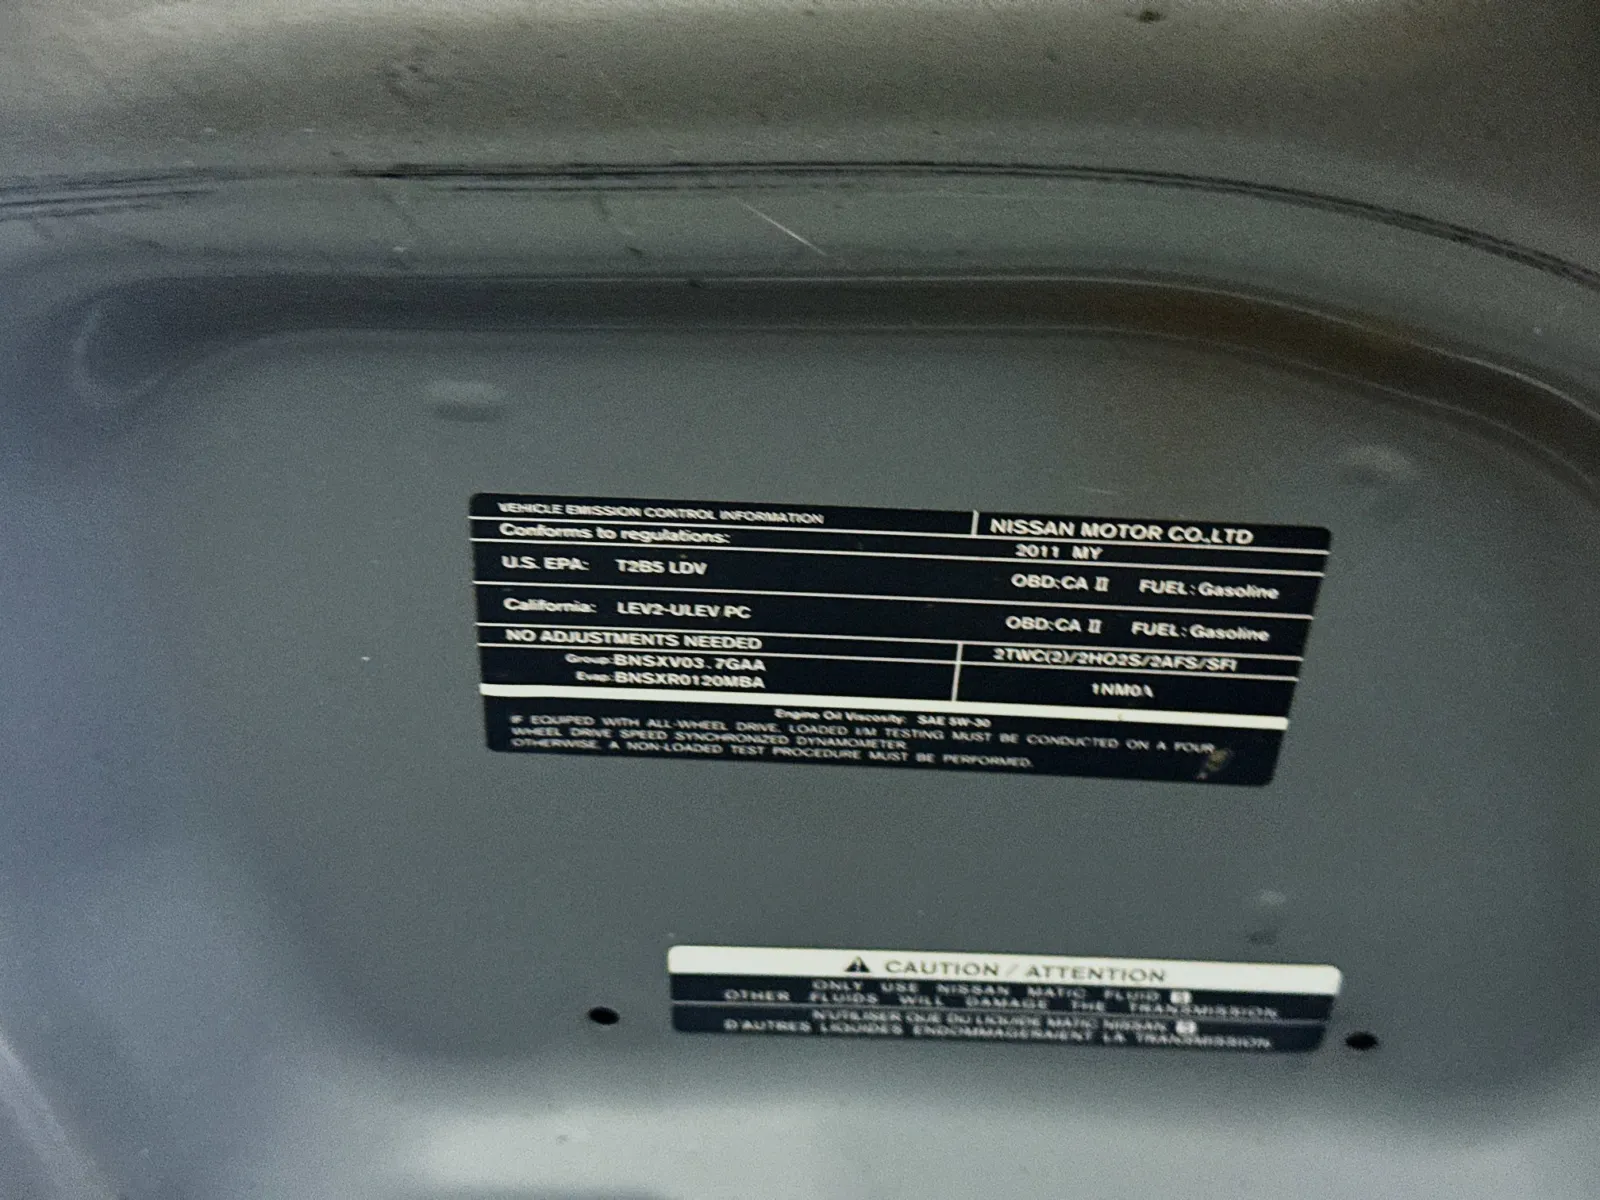 VEHICLE EMISSION CONTROL INFORMATION
NISSAN MOTOR CO.,LTD
Conforms to regulations:
2011 MY
U.S. EPA: T2B5 LDV OBD:CA II FUEL:Gasoline
California: LEV2-ULEV PC OBD:CA II FUEL:Gasoline
NO ADJUSTMENTS NEEDED
2TWC(2)/2HO2S/2AFS/SFI
Group:BNSXV03.7GAA
Evap:BNSXR0120MBA
1NM0A
Engine Oil Viscosity: SAE 5W-30
IF EQUIPED WITH ALL-WHEEL DRIVE, LOADED I/M TESTING MUST BE CONDUCTED ON A FOUR
WHEEL DRIVE SPEED SYNCHRONIZED DYNAMOMETER.
OTHERWISE, A NON-LOADED TEST PROCEDURE MUST BE PERFORMED.
CAUTION / ATTENTION
ONLY USE NISSAN MATIC FLUID S
OTHER FLUIDS WILL DAMAGE THE TRANSMISSION
N'UTILISER QUE DU LIQUIDE MATIC NISSAN S
D'AUTRES LIQUIDES ENDOMMAGERAIENT LA TRANSMISSION